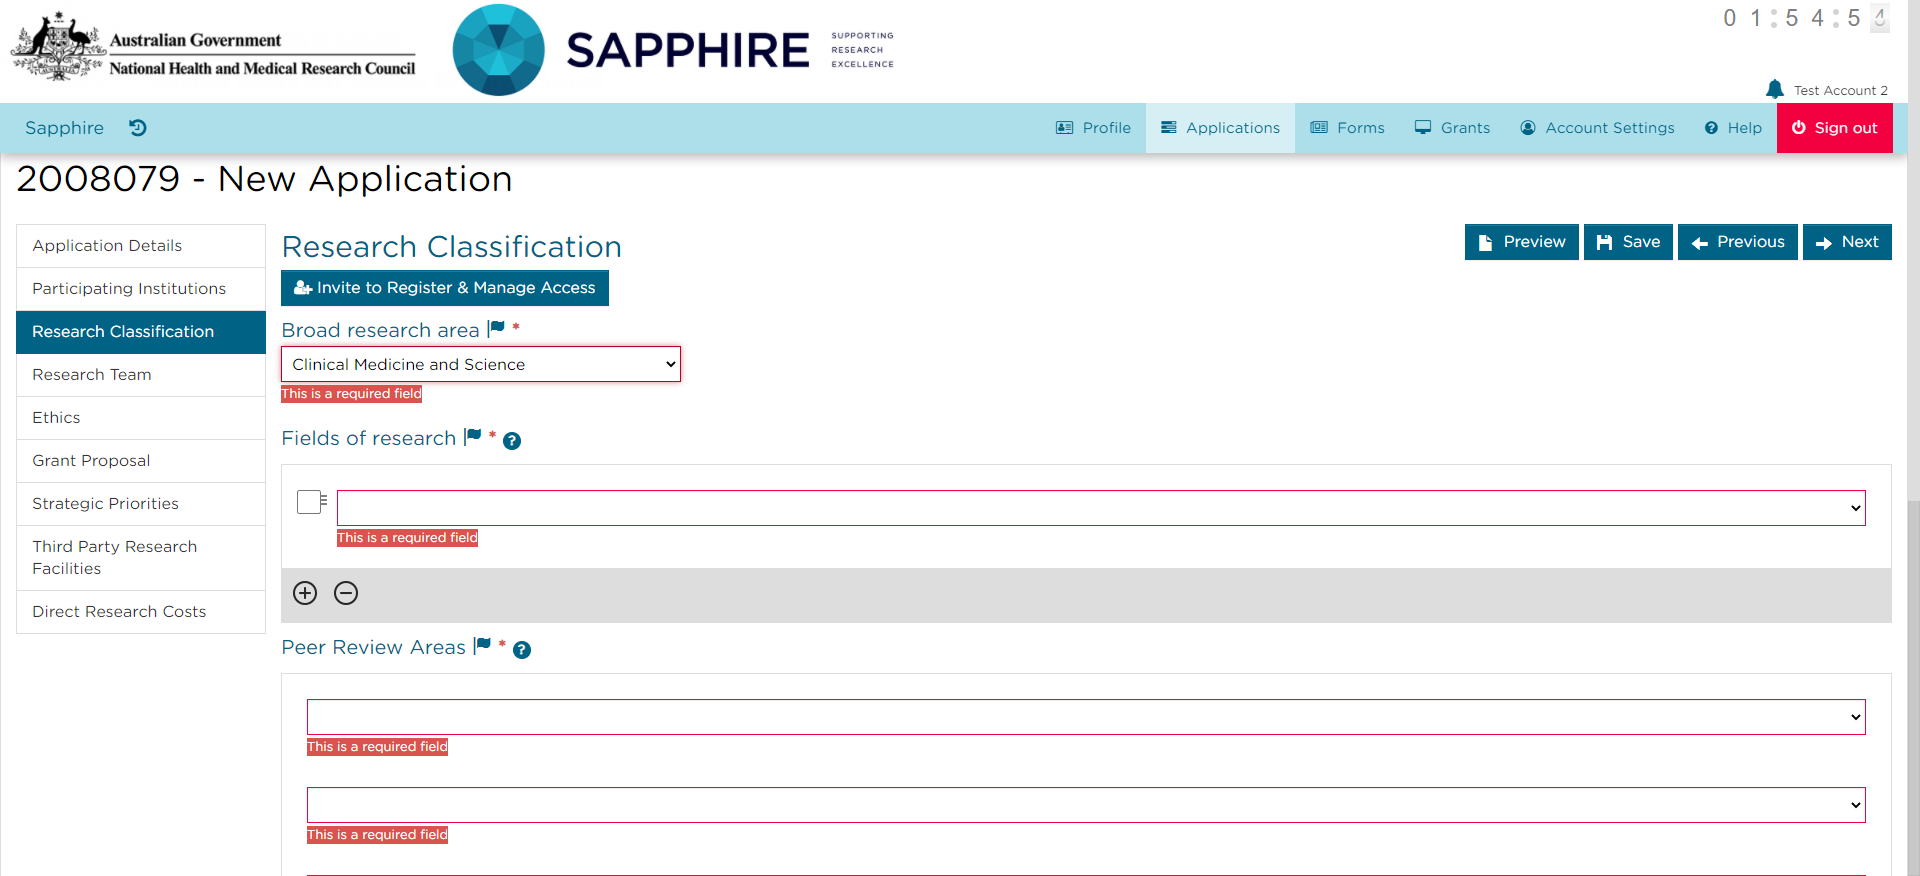 Australian Government
National Health and Medical Research Council
SAPPHIRE
SUPPORTING
RESEARCH
EXCELLENCE
0 1 : 5 4 : 5
Test Account 2
Sapphire
Profile
Applications
Forms
Grants
Account Settings
Help
Sign out
2008079 - New Application
Application Details
Participating Institutions
Research Classification
Research Team
Ethics
Grant Proposal
Strategic Priorities
Third Party Research
Facilities
Direct Research Costs
Research Classification
Preview
Save
Previous
Next
Invite to Register & Manage Access
Broad research area *
Clinical Medicine and Science
This is a required field
Fields of research * ?
This is a required field
Peer Review Areas * ?
This is a required field
This is a required field